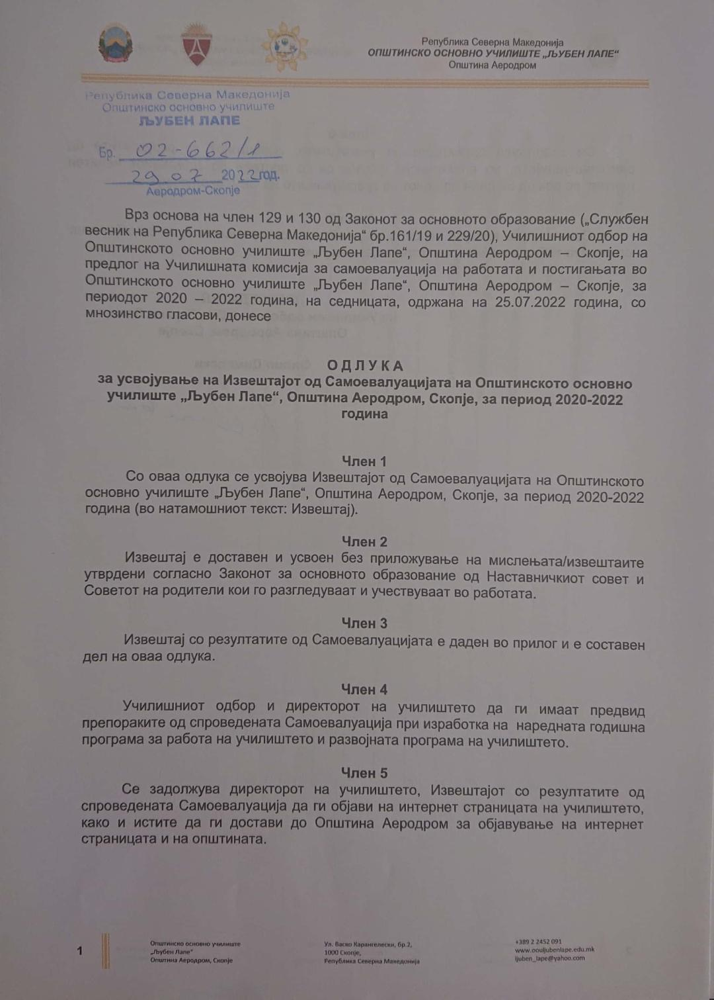 Република Северна Македонија
ОПШТИНСКО ОСНОВНО УЧИЛИШТЕ „ЉУБЕН ЛАПЕ“
Општина Аеродром
Република Северна Македонија
Општинско основно училиште
ЉУБЕН ЛАПЕ
Бр. 02-662/1
29.07 2022 год.
Аеродром-Скопје
Врз основа на член 129 и 130 од Законот за основното образование („Службен
весник на Република Северна Македонија“ бр.161/19 и 229/20), Училишниот одбор на
Општинското основно училиште „Љубен Лапе“, Општина Аеродром – Скопје, на
предлог на Училишната комисија за самоевалуација на работата и постигањата во
Општинското основно училиште „Љубен Лапе“, Општина Аеродром – Скопје, за
периодот 2020 – 2022 година, на седницата, одржана на 25.07.2022 година, со
мнозинство гласови, донесе
О Д Л У К А
за усвојување на Извештајот од Самоевалуацијата на Општинското основно
училиште „Љубен Лапе“, Општина Аеродром, Скопје, за период 2020-2022
година
Член 1
Со оваа одлука се усвојува Извештајот од Самоевалуацијата на Општинското
основно училиште „Љубен Лапе“, Општина Аеродром, Скопје, за период 2020-2022
година (во натамошниот текст: Извештај).
Член 2
Извештај е доставен и усвоен без приложување на мислењата/извештаите
утврдени согласно Законот за основното образование од Наставничкиот совет и
Советот на родители кои го разгледуваат и учествуваат во работата.
Член 3
Извештај со резултатите од Самоевалуацијата е даден во прилог и е составен
дел на оваа одлука.
Член 4
Училишниот одбор и директорот на училиштето да ги имаат предвид
препораките од спроведената Самоевалуација при изработка на наредната годишна
програма за работа на училиштето и развојната програма на училиштето.
Член 5
Се задолжува директорот на училиштето, Извештајот со резултатите од
спроведената Самоевалуација да ги објави на интернет страницата на училиштето,
како и истите да ги достави до Општина Аеродром за објавување на интернет
страницата и на општината.
1
Општинско основно училиште
„Љубен Лапе“
Општина Аеродром, Скопје
Ул. Васко Карангелески, бр.2,
1000 Скопје,
Република Северна Македонија
+389 2 2452 091
www.oouljubenlape.edu.mk
ljuben_lape@yahoo.com